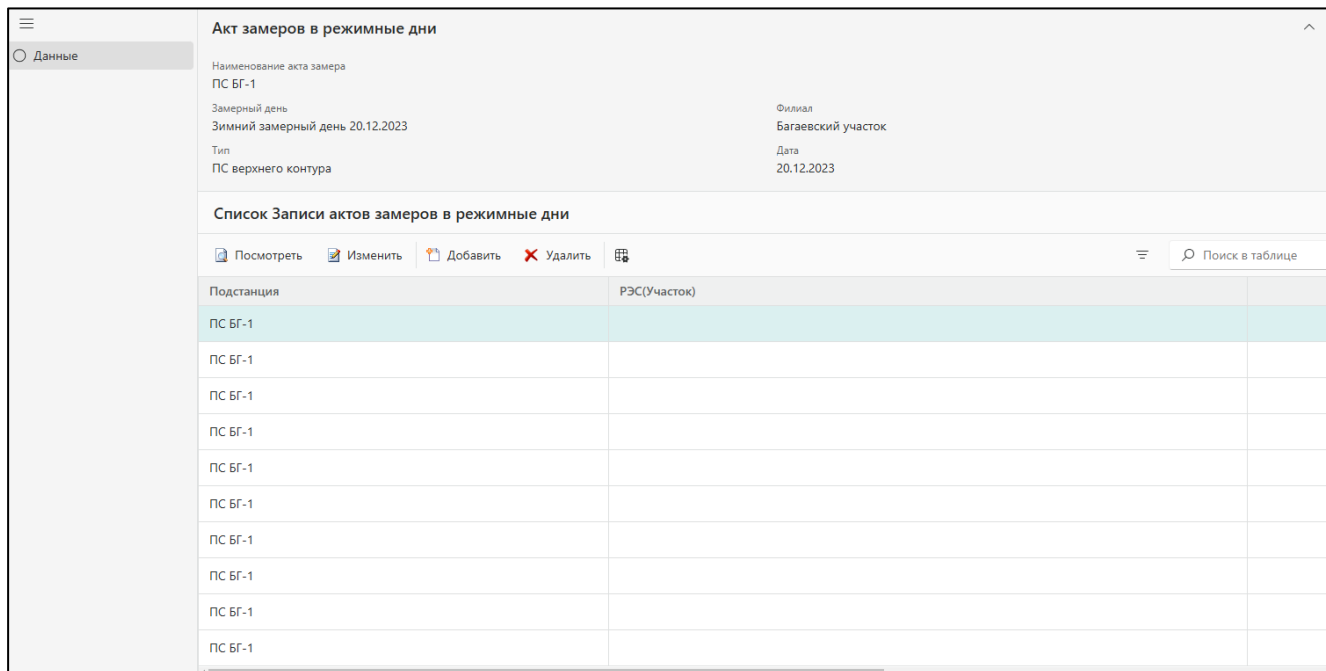 Акт замеров в режимные дни
Данные
Наименование акта замера
ПС БГ-1
Замерный день
Филиал
Зимний замерный день 20.12.2023
Багаевский участок
Тип
Дата
ПС верхнего контура
20.12.2023
Список Записи актов замеров в режимные дни
Посмотреть Изменить Добавить Удалить Поиск в таблице
Подстанция РЭС(Участок)
ПС БГ-1
ПС БГ-1
ПС БГ-1
ПС БГ-1
ПС БГ-1
ПС БГ-1
ПС БГ-1
ПС БГ-1
ПС БГ-1
ПС БГ-1